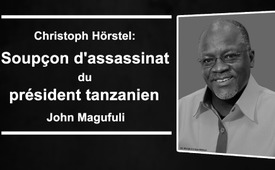 Christoph Hörstel:
Soupçon d'assassinat
du
président tanzanien
John Magufuli